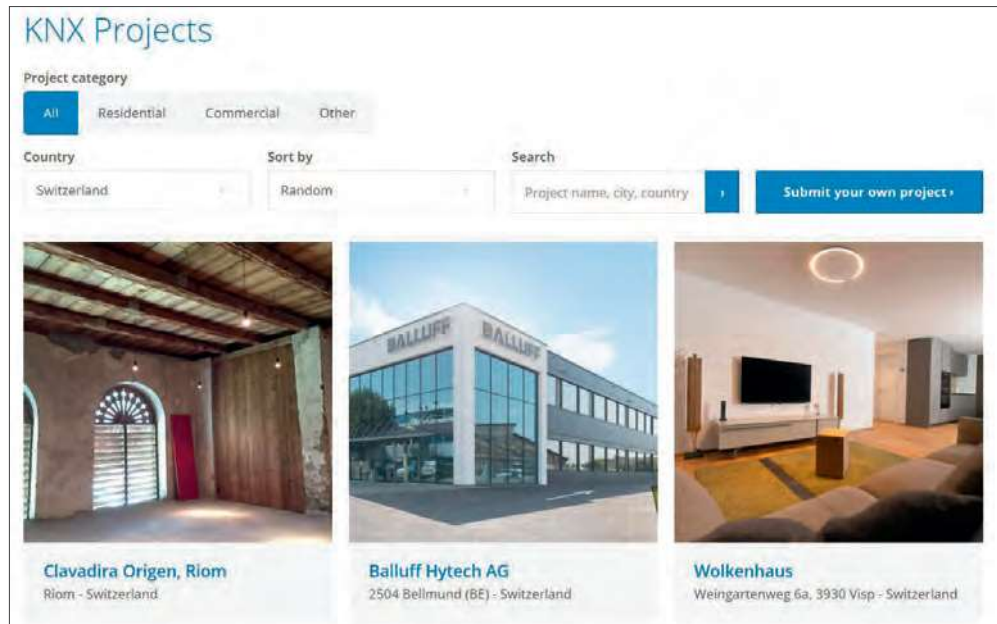 KNX Projects
Project category
All Residential Commercial Other
Country Sort by Search
Switzerland Random Project name, city, country Submit your own project ›
BALLUFF BALLUFF
Clavadira Origen, Riom Balluff Hytech AG Wolkenhaus
Riom - Switzerland 2504 Bellmund (BE) - Switzerland Weingartenweg 6a, 3930 Visp - Switzerland